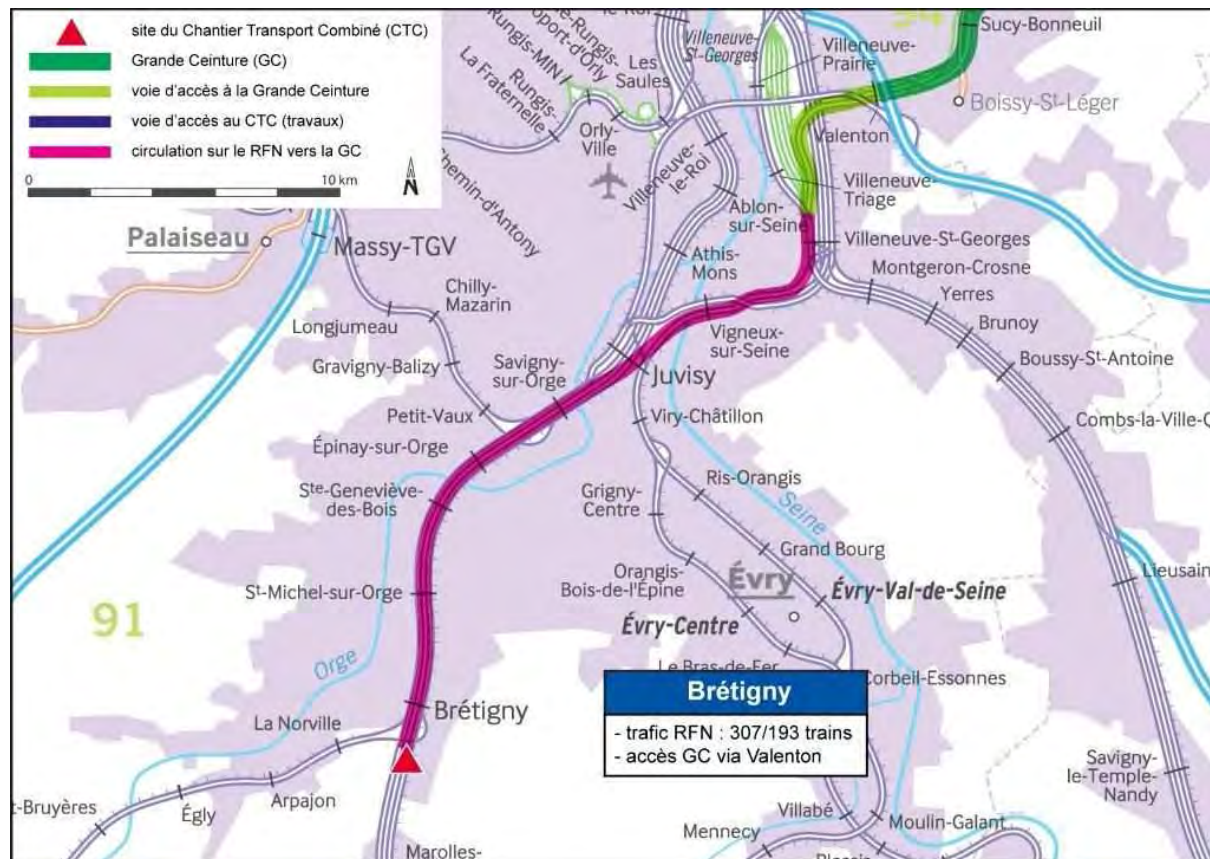 site du Chantier Transport Combiné (CTC)
Grande Ceinture (GC)
voie d'accès à la Grande Ceinture
voie d'accès au CTC (travaux)
circulation sur le RFN vers la GC
0
10 km
N
Rungis-MIN
La Fraternelle
Rungis-
Les
Saules
Orly-
Ville
Chemin-d'Antony
Villeneuve-
St-Georges
Villeneuve-
Prairie
Sucy-Bonneuil
Boissy-St-Léger
Valenton
Villeneuve-
le-Roi
Villeneuve-
Triage
Ablon-
sur-Seine
Villeneuve-St-Georges
Athis-
Mons
Montgeron-Crosne
Yerres
Brunoy
Boussy-St-Antoine
Combs-la-Ville-Q
Palaiseau
Massy-TGV
Chilly-
Mazarin
Longjumeau
Gravigny-Balizy
Savigny-
sur-Orge
Vigneux-
sur-Seine
Juvisy
Petit-Vaux
Viry-Châtillon
Épinay-sur-Orge
Ris-Orangis
Ste-Geneviève-
des-Bois
Grigny-
Centre
Seine
Grand Bourg
Orangis-
Bois-de-l'Épine
Évry
Évry-Val-de-Seine
Évry-Centre
Lieusain
St-Michel-sur-Orge
91
Orge
Le Bras-de-Fer
Corbeil-Essonnes
Brétigny
- trafic RFN : 307/193 trains
- accès GC via Valenton
Brétigny
La Norville
Arpajon
Égly
t-Bruyères
Marolles-
Savigny-
le-Temple-
Nandy
Villabé
Moulin-Galant
Mennecy